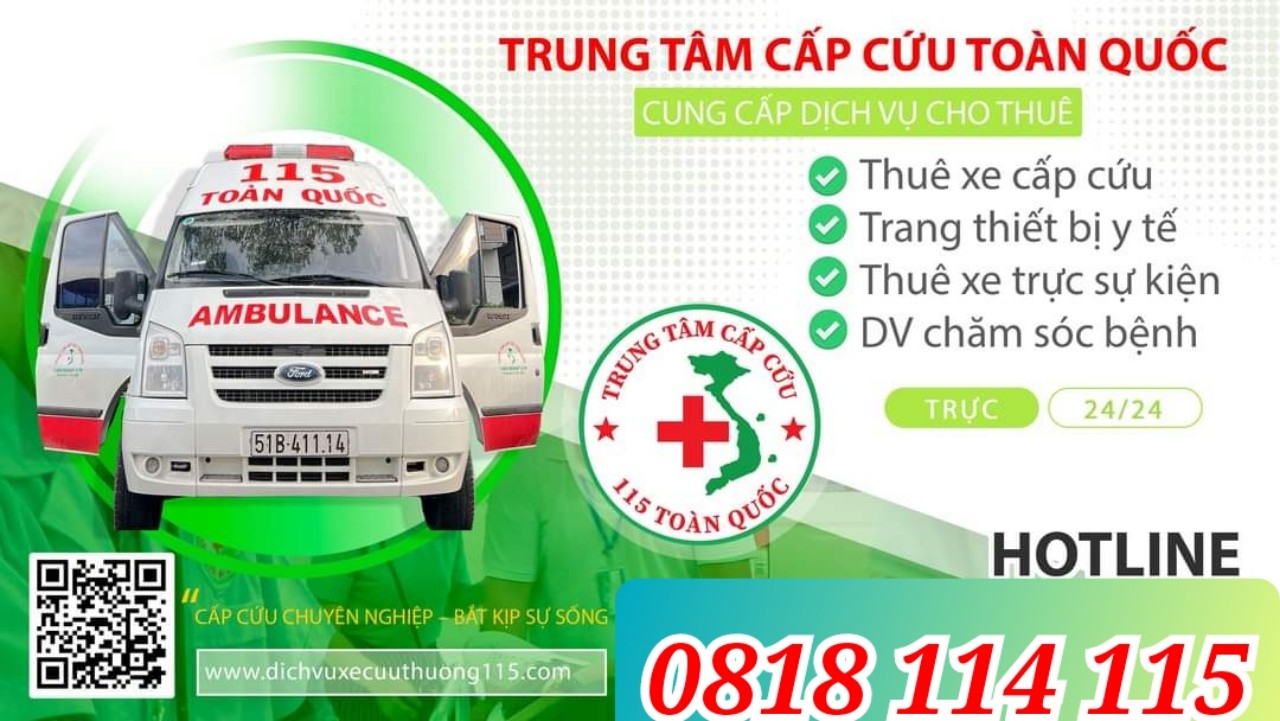 TRUNG TÂM CẤP CỨU TOÀN QUỐC
CUNG CẤP DỊCH VỤ CHO THUÊ
Thuê xe cấp cứu
Trang thiết bị y tế
Thuê xe trực sự kiện
DV chăm sóc bệnh
TRỰC
24/24
115
TOÀN QUỐC
AMBULANCE
Ford
51B-411.14
TRUNG TÂM CẤP CỨU
115 TOÀN QUỐC
HOTLINE
0818 114 115
“CẤP CỨU CHUYÊN NGHIỆP – BẮT KỊP SỰ SỐNG
www.dichvuxecuuthuong115.com